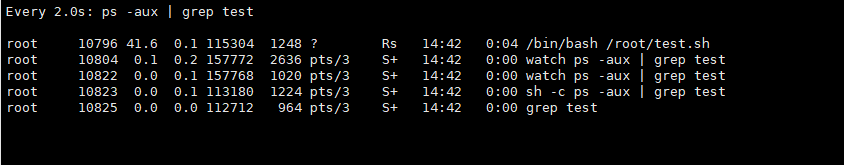 Every 2.0s: ps -aux | grep test
root 10796 41.6 0.1 115304 1248 ? Rs 14:42 0:04 /bin/bash /root/test.sh
root 10804 0.1 0.2 157772 2636 pts/3 S+ 14:42 0:00 watch ps -aux | grep test
root 10822 0.0 0.1 157768 1020 pts/3 S+ 14:42 0:00 watch ps -aux | grep test
root 10823 0.0 0.1 113180 1224 pts/3 S+ 14:42 0:00 sh -c ps -aux | grep test
root 10825 0.0 0.0 112712 964 pts/3 S+ 14:42 0:00 grep test